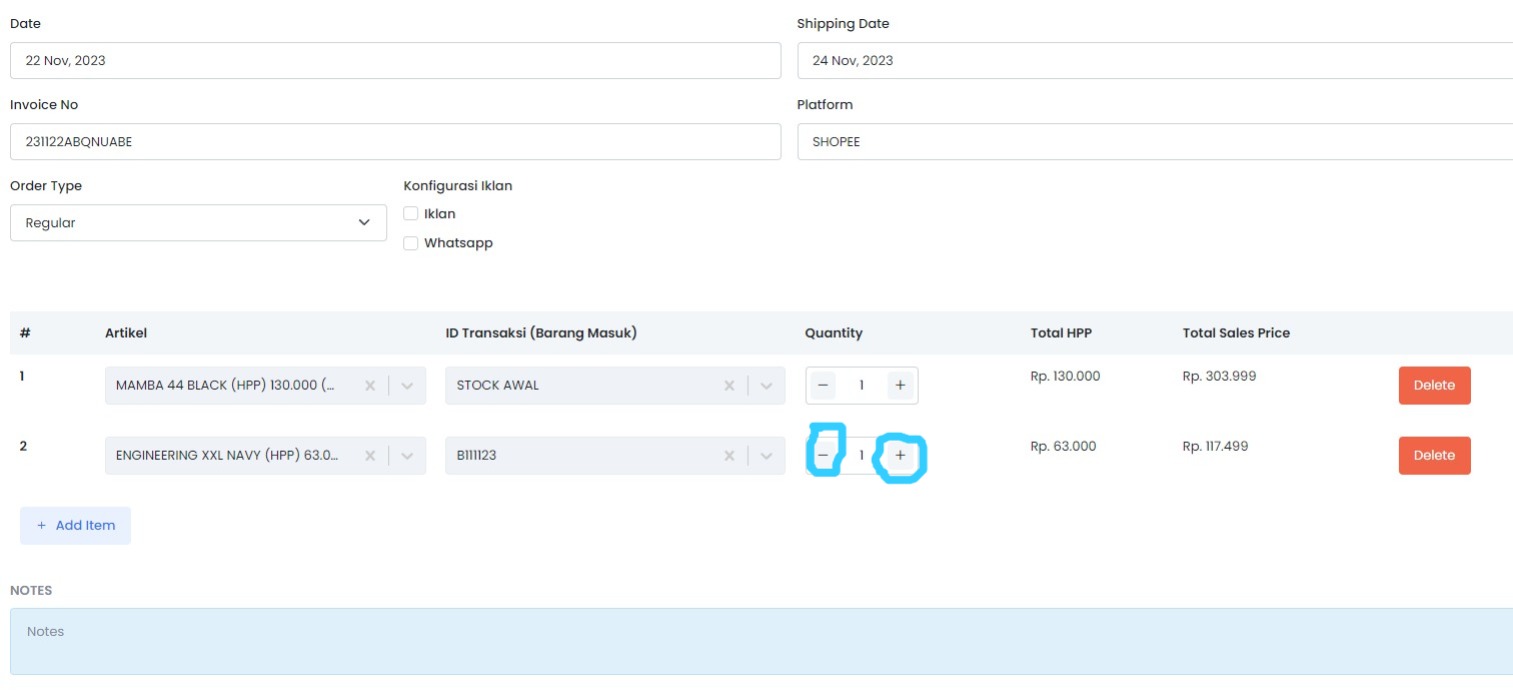 Date
Shipping Date
22 Nov, 2023
24 Nov, 2023
Invoice No
Platform
231122ABQNUABE
SHOPEE
Order Type
Konfigurasi Iklan
Regular
Iklan
Whatsapp
# Artikel ID Transaksi (Barang Masuk) Quantity Total HPP Total Sales Price
1 MAMBA 44 BLACK (HPP) 130.000 (... STOCK AWAL − 1 + Rp. 130.000 Rp. 303.999 Delete
2 ENGINEERING XXL NAVY (HPP) 63.0... B111123 − 1 + Rp. 63.000 Rp. 117.499 Delete
+ Add Item
NOTES
Notes